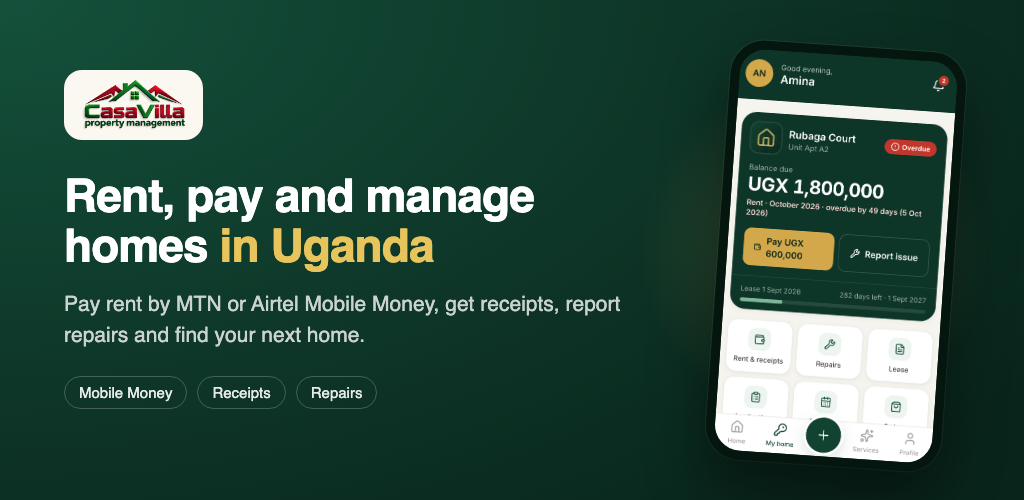 CasaVilla
property management
Rent, pay and manage
homes in Uganda
Pay rent by MTN or Airtel Mobile Money, get receipts, report
repairs and find your next home.
Mobile Money
Receipts
Repairs
AN
Good evening,
Amina
2
Rubaga Court
Unit Apt A2
Overdue
Balance due
UGX 1,800,000
Rent · October 2026 · overdue by 49 days (5 Oct
2026)
Pay UGX
600,000
Report issue
Lease 1 Sept 2026
282 days left · 1 Sept 2027
Rent & receipts
Repairs
Lease
Home
My home
Services
Profile